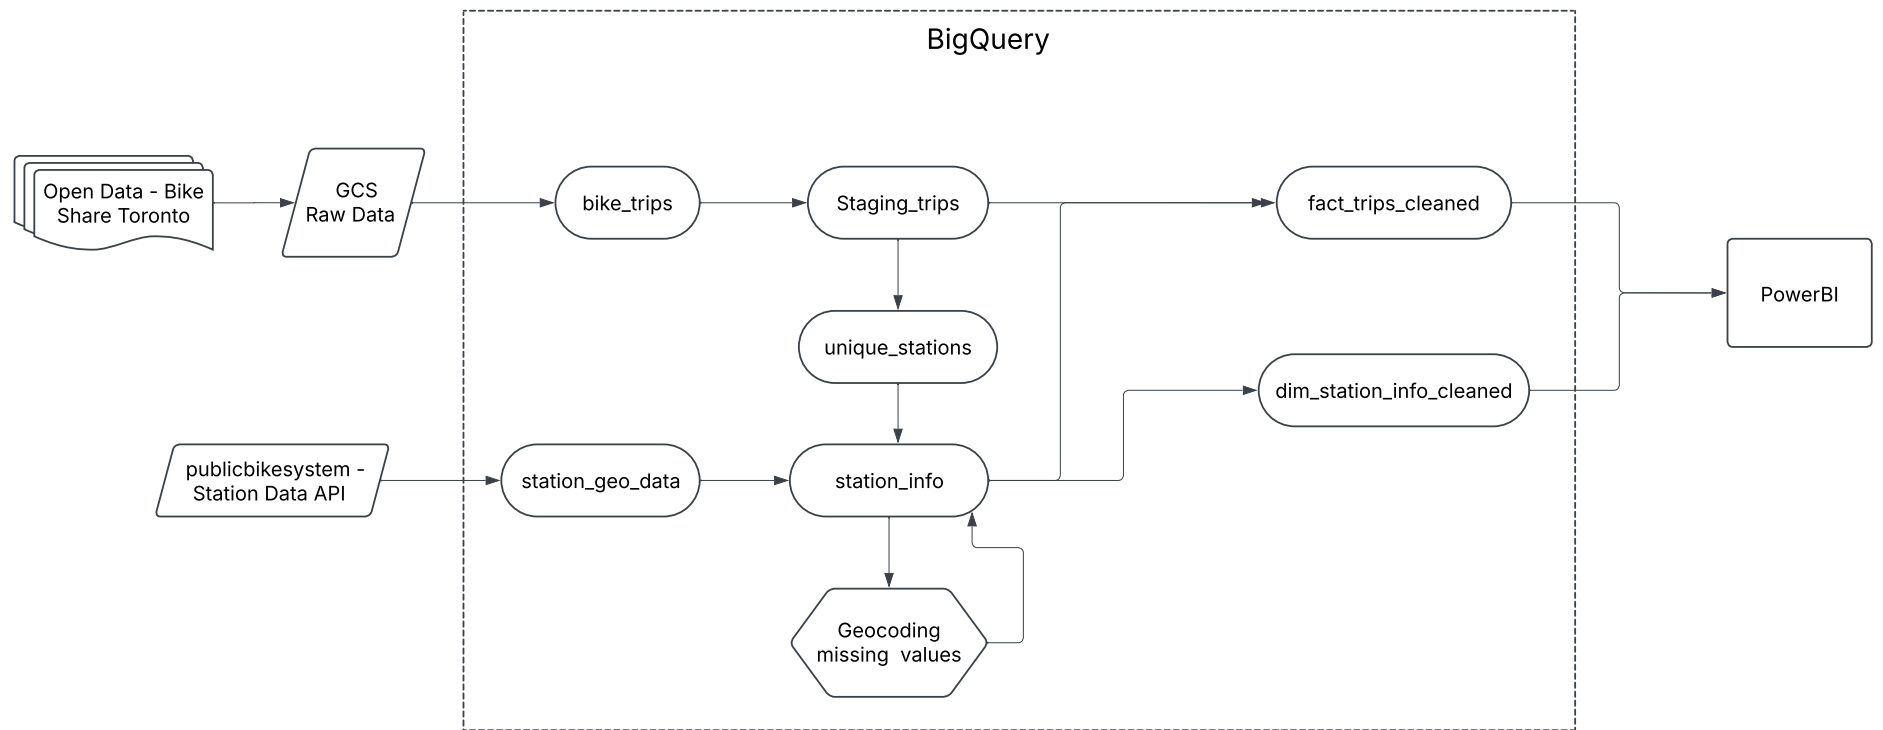 BigQuery
Open Data - Bike
Share Toronto
GCS
Raw Data
bike_trips
Staging_trips
fact_trips_cleaned
PowerBI
unique_stations
dim_station_info_cleaned
publicbikesystem -
Station Data API
station_geo_data
station_info
Geocoding
missing values